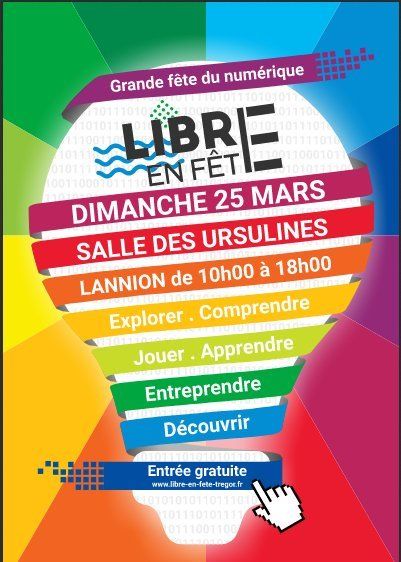 Grande fête du numérique
LIBRE
EN FÊTE
DIMANCHE 25 MARS
SALLE DES URSULINES
LANNION de 10h00 à 18h00
Explorer . Comprendre
Jouer . Apprendre
Entreprendre
Découvrir
Entrée gratuite
www.libre-en-fete-tregor.fr